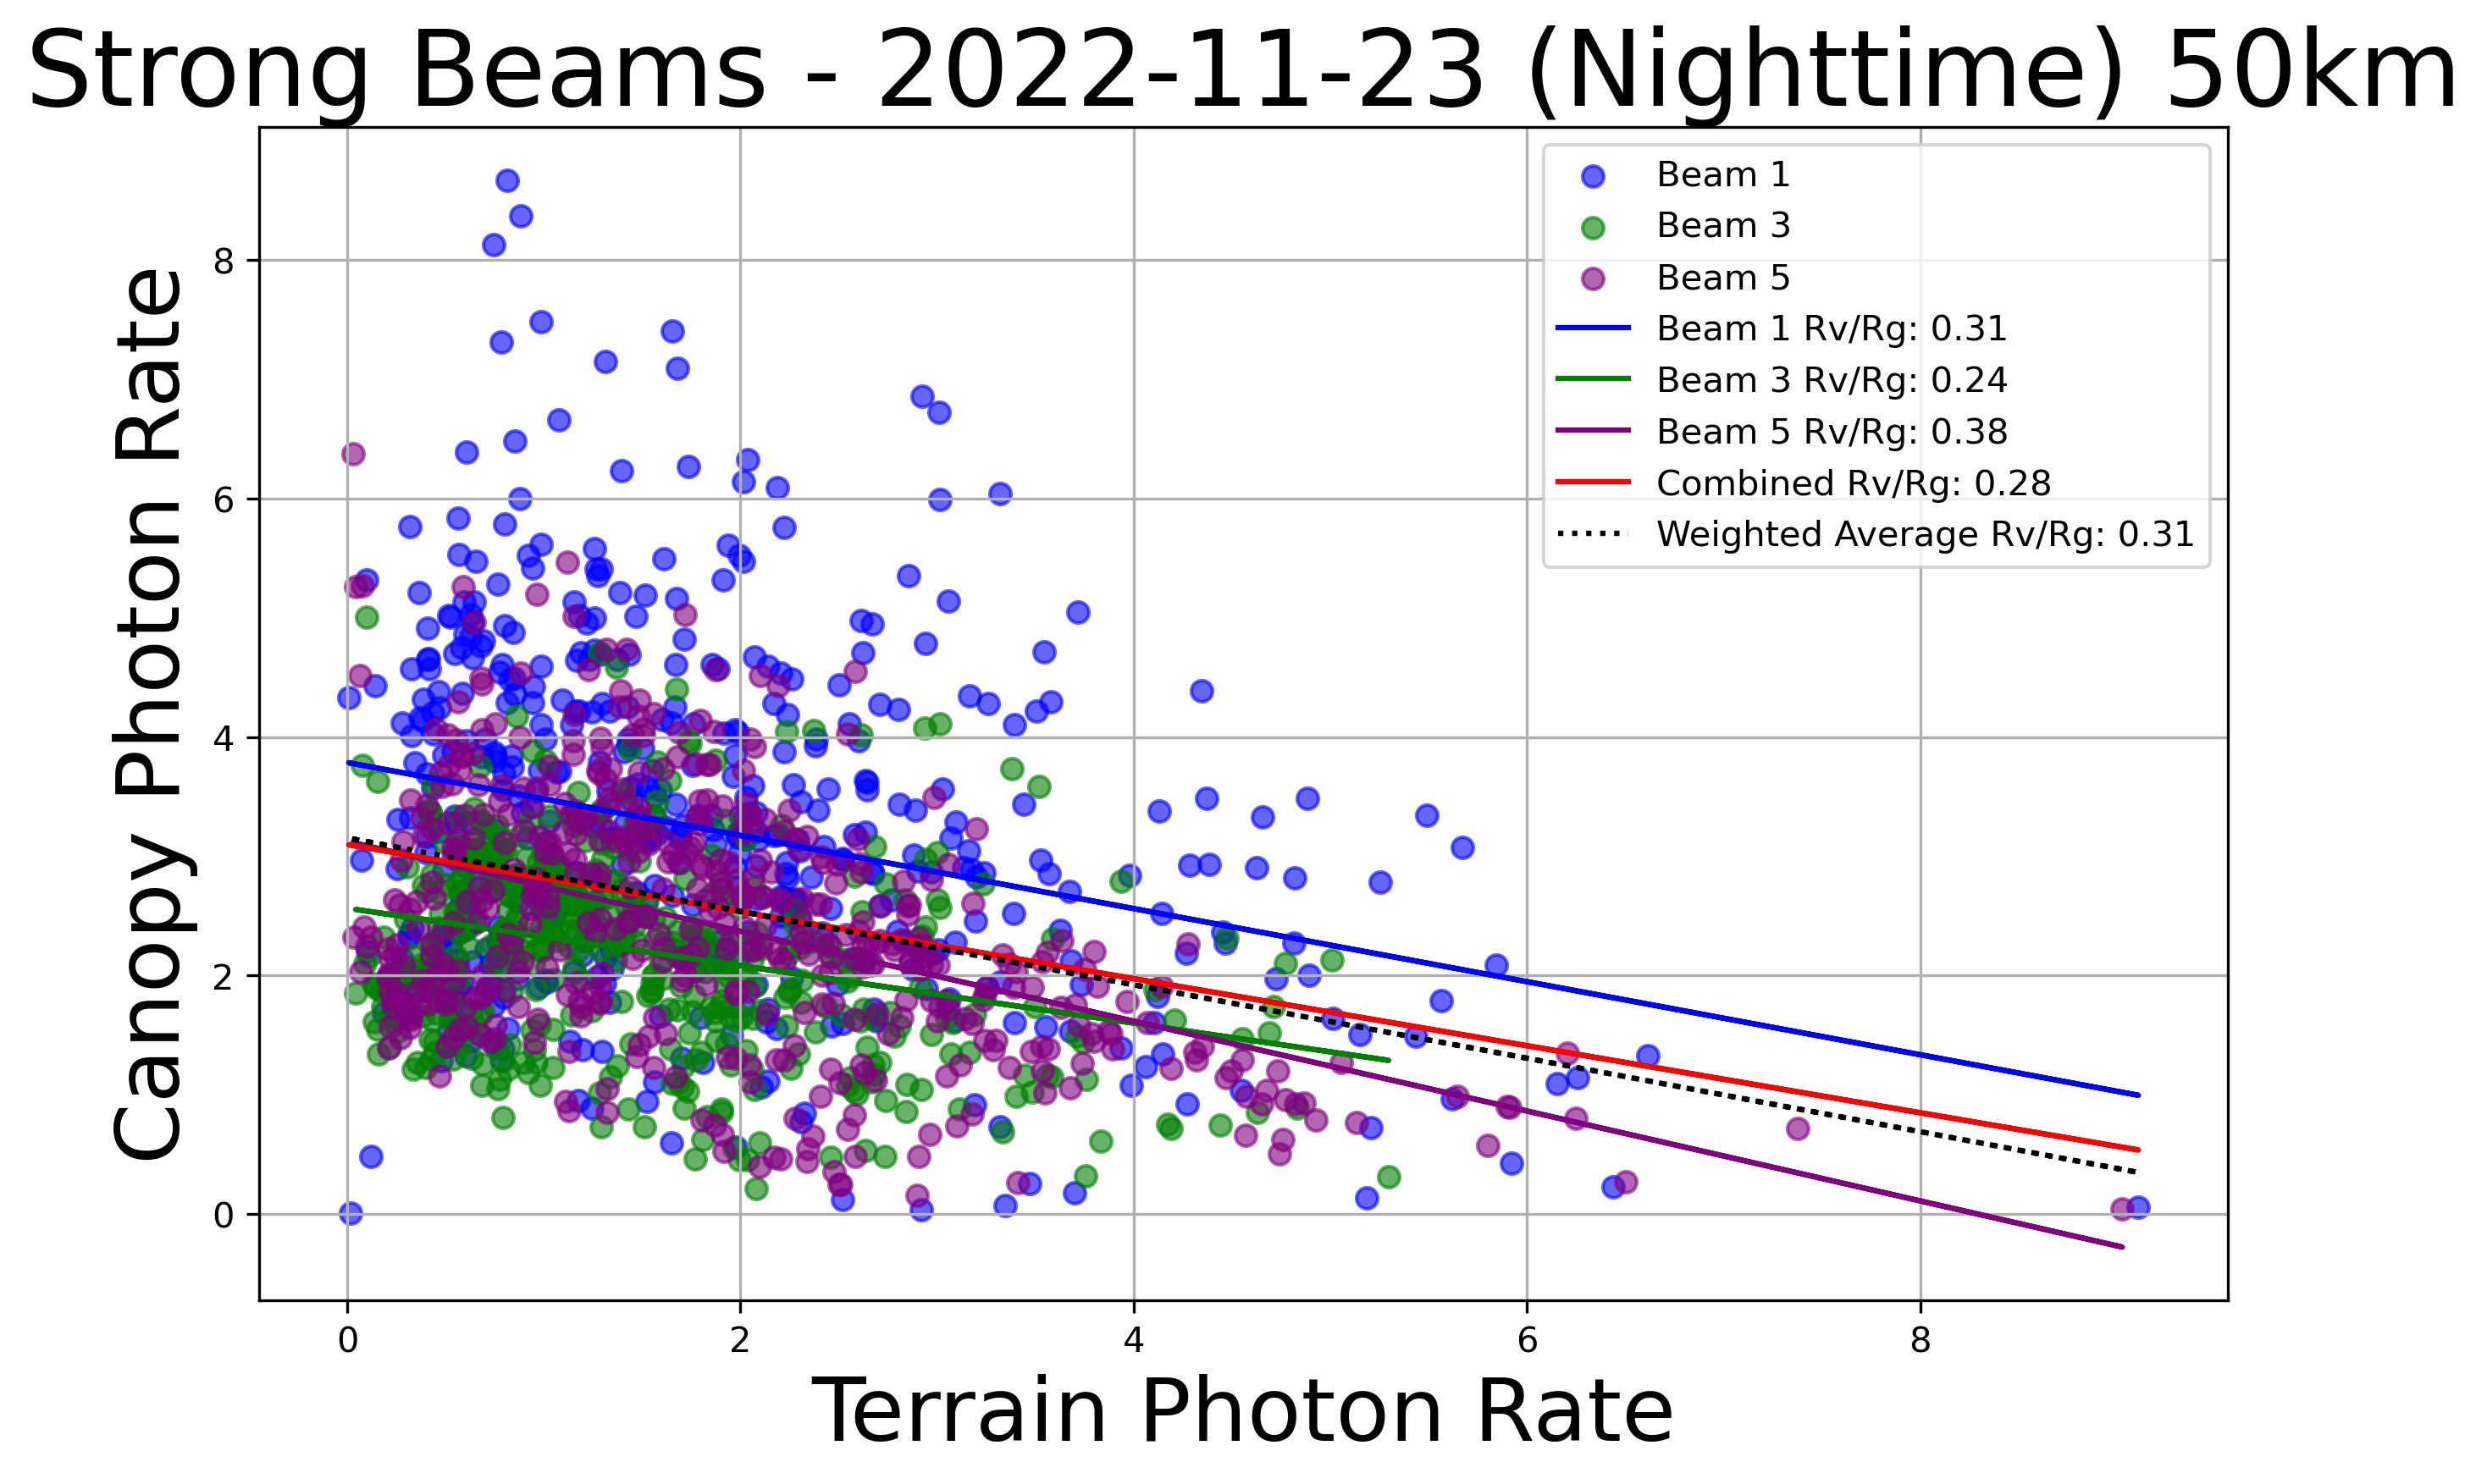 Strong Beams - 2022-11-23 (Nighttime) 50km
Canopy Photon Rate
8
6
4
2
0
Beam 1
Beam 3
Beam 5
Beam 1 Rv/Rg: 0.31
Beam 3 Rv/Rg: 0.24
Beam 5 Rv/Rg: 0.38
Combined Rv/Rg: 0.28
Weighted Average Rv/Rg: 0.31
0 2 4 6 8
Terrain Photon Rate